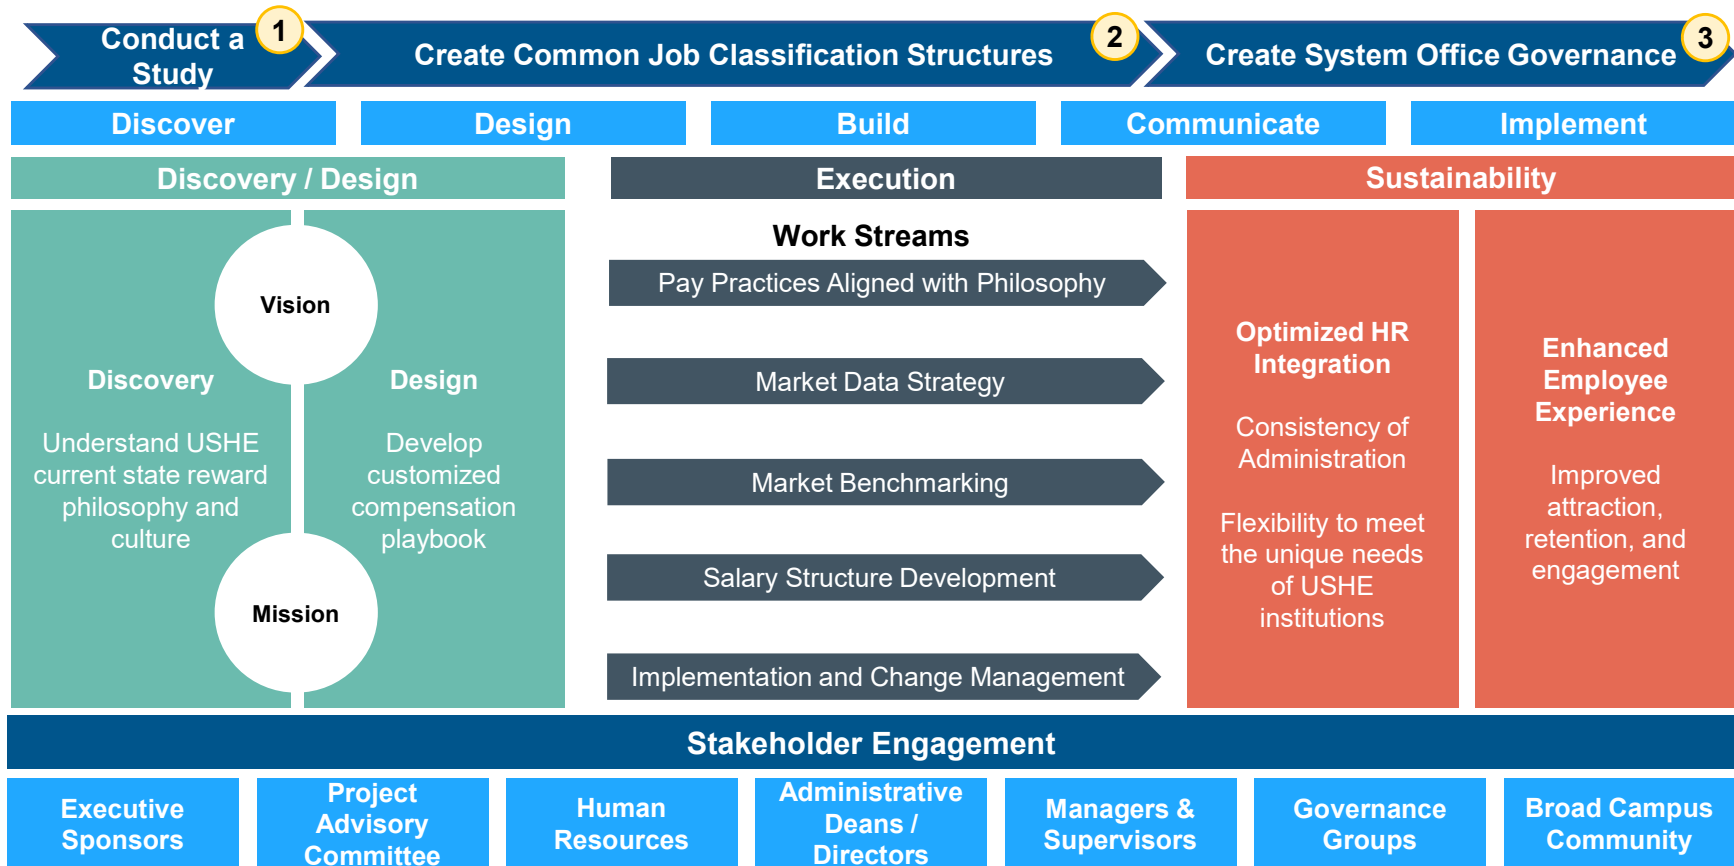 Conduct a
Study
1
Create Common Job Classification Structures
2
Create System Office Governance
3
Discover
Design
Build
Communicate
Implement
Discovery / Design
Execution
Sustainability
Vision
Discovery
Understand USHE
current state reward
philosophy and
culture
Design
Develop
customized
compensation
playbook
Mission
Work Streams
Pay Practices Aligned with Philosophy
Market Data Strategy
Market Benchmarking
Salary Structure Development
Implementation and Change Management
Optimized HR
Integration
Consistency of
Administration
Flexibility to meet
the unique needs
of USHE
institutions
Enhanced
Employee
Experience
Improved
attraction,
retention, and
engagement
Stakeholder Engagement
Executive
Sponsors
Project
Advisory
Committee
Human
Resources
Administrative
Deans /
Directors
Managers &
Supervisors
Governance
Groups
Broad Campus
Community